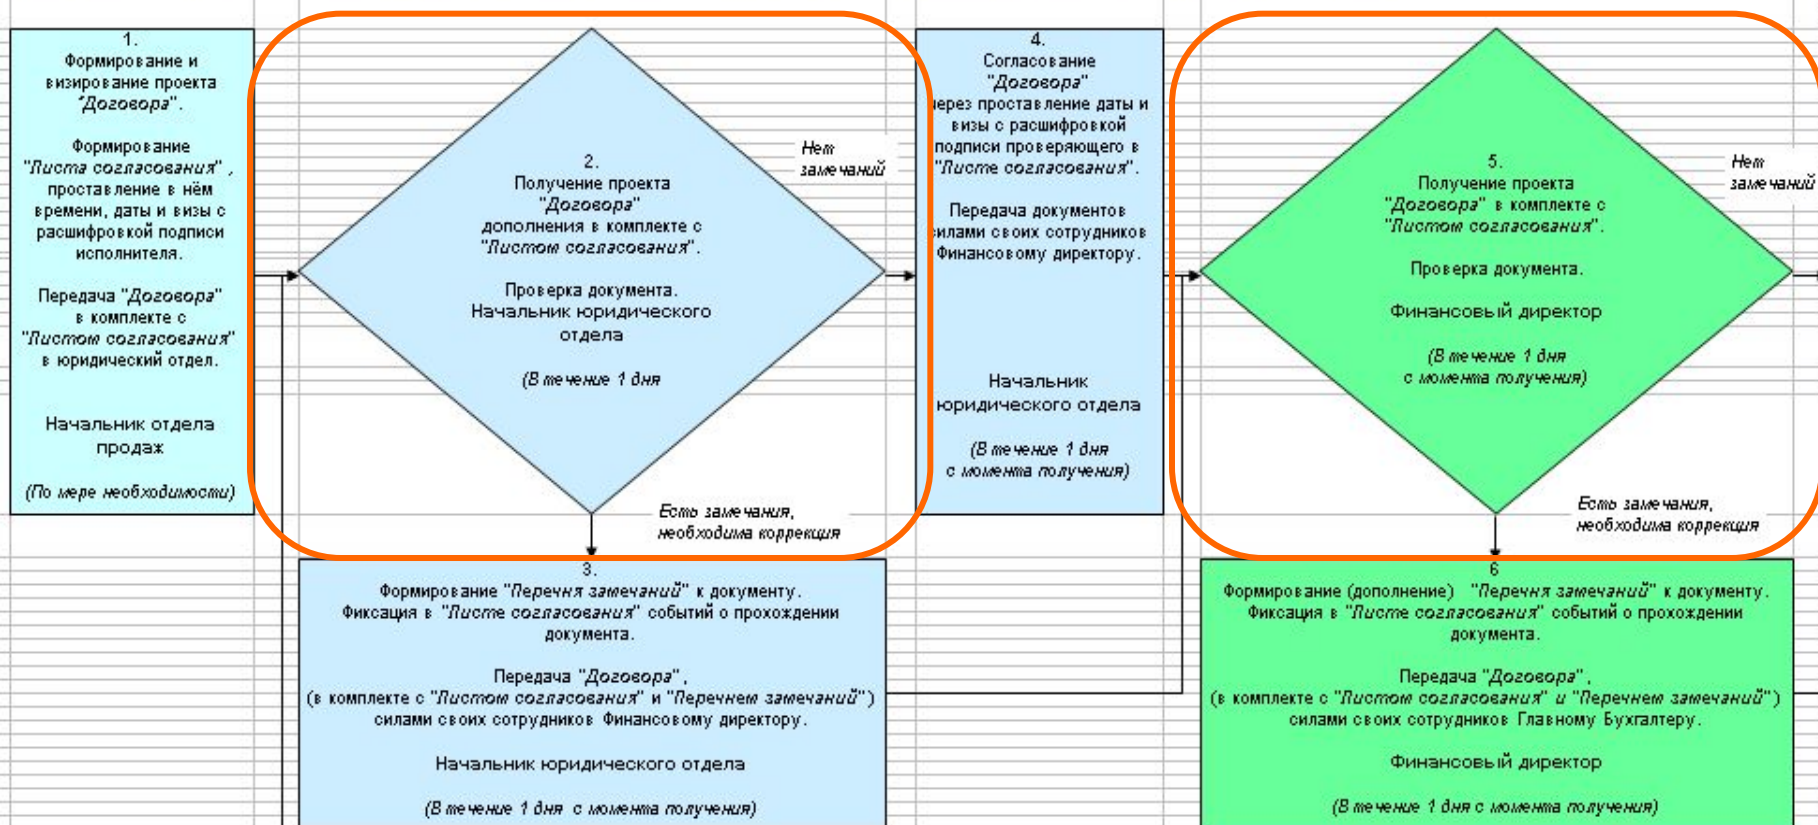 1.
Формирование и
визирование проекта
"Договора".
Формирование
"Листа согласования",
проставление в нём
времени, даты и визы с
расшифровкой подписи
исполнителя.
Передача "Договора"
в комплекте с
"Листом согласования"
в юридический отдел.
Начальник отдела
продаж
(По мере необходимости)
2.
Получение проекта
"Договора"
дополнения в комплекте с
"Листом согласования".
Проверка документа.
Начальник юридического
отдела
(В течение 1 дня
Нет
замечаний
Есть замечания,
необходима коррекция
3.
Формирование "Перечня замечаний" к документу.
Фиксация в "Листе согласования" событий о прохождении
документа.
Передача "Договора",
(в комплекте с "Листом согласования" и "Перечнем замечаний")
силами своих сотрудников Финансовому директору.
Начальник юридического отдела
(В течение 1 дня с момента получения)
4.
Согласование
"Договора"
через проставление даты и
визы с расшифровкой
подписи проверяющего в
"Листе согласования".
Передача документов
силами своих сотрудников
Финансовому директору.
Начальник
юридического отдела
(В течение 1 дня
с момента получения)
5.
Получение проекта
"Договора" в комплекте с
"Листом согласования".
Проверка документа.
Финансовый директор
(В течение 1 дня
с момента получения)
Нет
замечаний
Есть замечания,
необходима коррекция
6
Формирование (дополнение) "Перечня замечаний" к документу.
Фиксация в "Листе согласования" событий о прохождении
документа.
Передача "Договора",
(в комплекте с "Листом согласования" и "Перечнем замечаний")
силами своих сотрудников Главному Бухгалтеру.
Финансовый директор
(В течение 1 дня с момента получения)